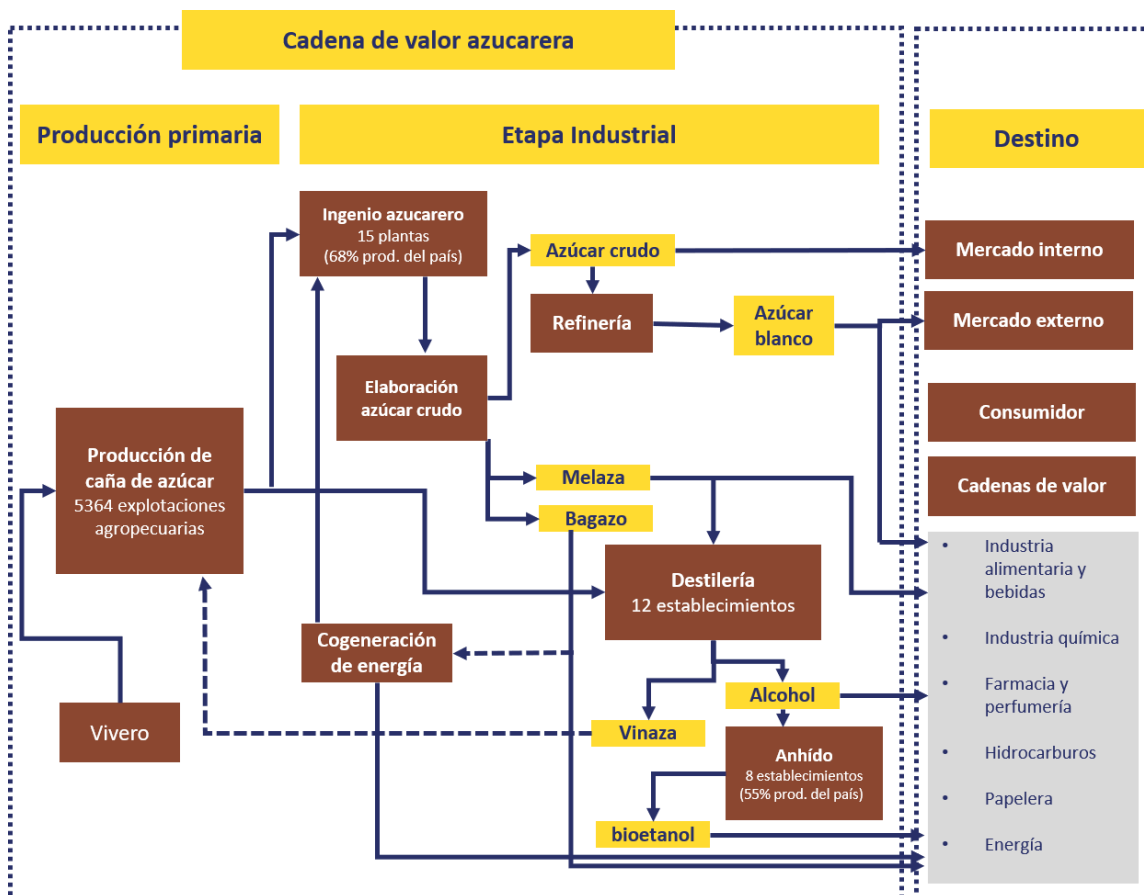 Cadena de valor azucarera
Producción primaria
Etapa Industrial
Destino
Ingenio azucarero
15 plantas
(68% prod. del país)
Azúcar crudo
Mercado interno
Refinería
Azúcar
blanco
Mercado externo
Elaboración
azúcar crudo
Consumidor
Producción de
caña de azúcar
5364 explotaciones
agropecuarias
Melaza
Cadenas de valor
Bagazo
• Industria
alimentaria y
bebidas
Destilería
12 establecimientos
• Industria química
Cogeneración
de energía
Alcohol
• Farmacia y
perfumería
Vivero
Vinaza
• Hidrocarburos
Anhído
8 establecimientos
(55% prod. del país)
• Papelera
bioetanol
• Energía